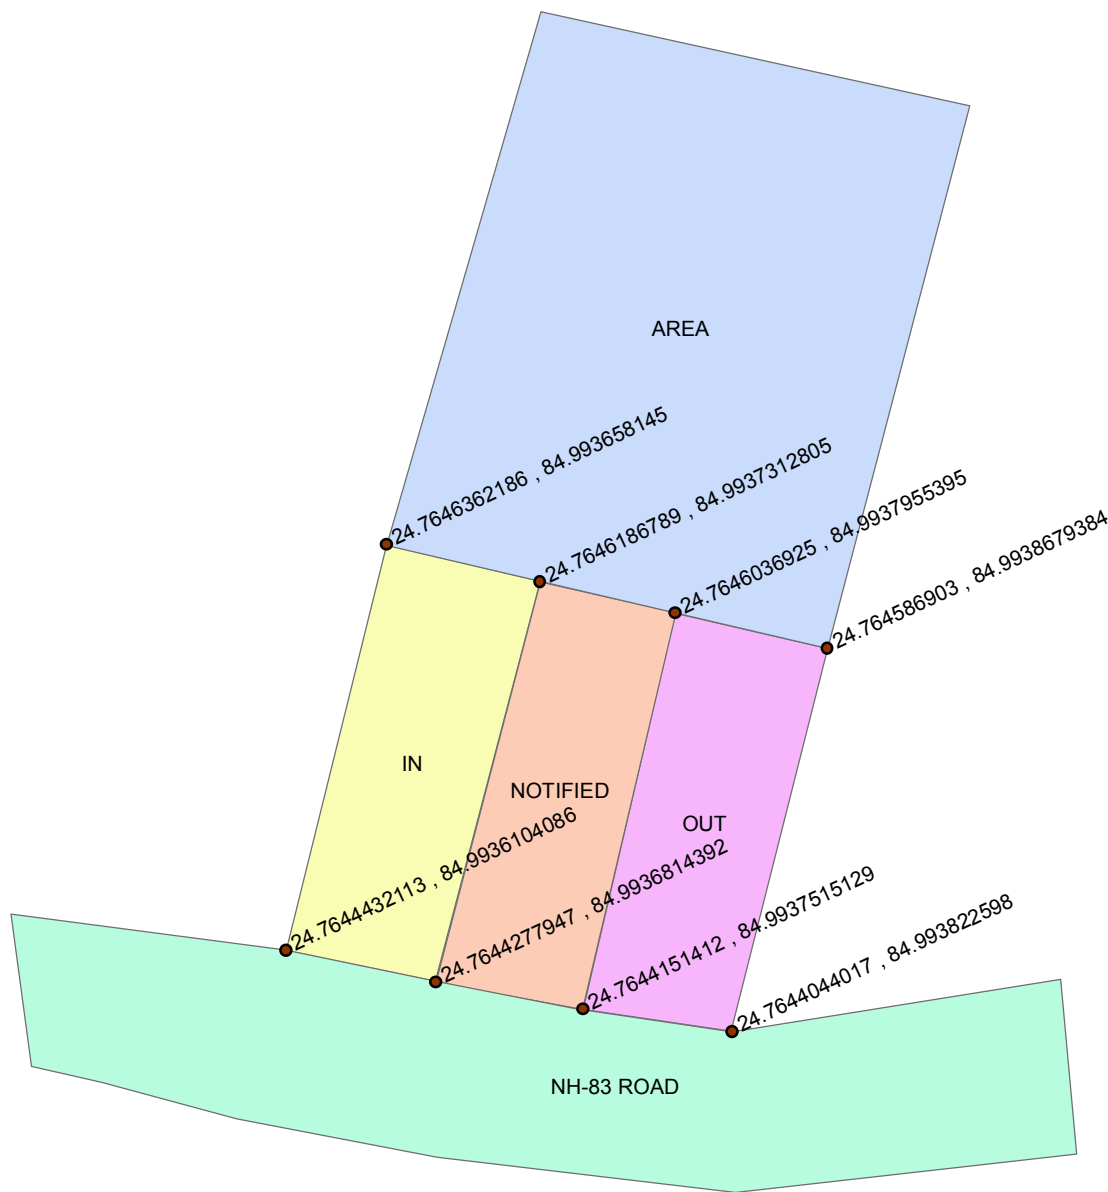 AREA
24.7646362186 , 84.993658145
24.7646186789 , 84.9937312805
24.7646036925 , 84.9937955395
24.764586903 , 84.9938679384
IN
NOTIFIED
OUT
24.7644432113 , 84.9936104086
24.7644277947 , 84.9936814392
24.7644151412 , 84.9937515129
24.7644044017 , 84.993822598
NH-83 ROAD